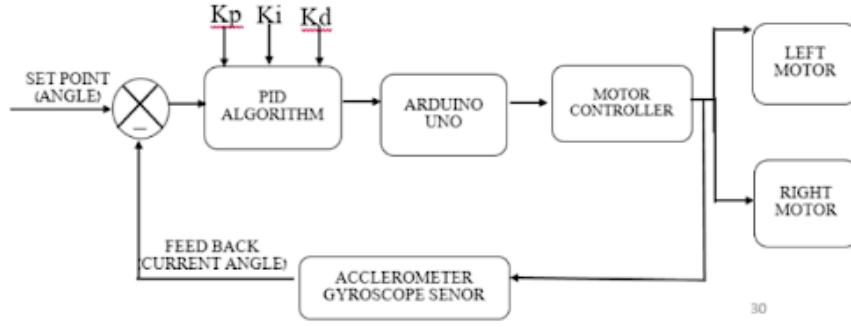 Kp Ki Kd
SET POINT
(ANGLE)
PID
ALGORITHM
ARDUINO
UNO
MOTOR
CONTROLLER
LEFT
MOTOR
RIGHT
MOTOR
FEED BACK
(CURRENT ANGLE)
ACCLEROMETER
GYROSCOPE SENOR
30